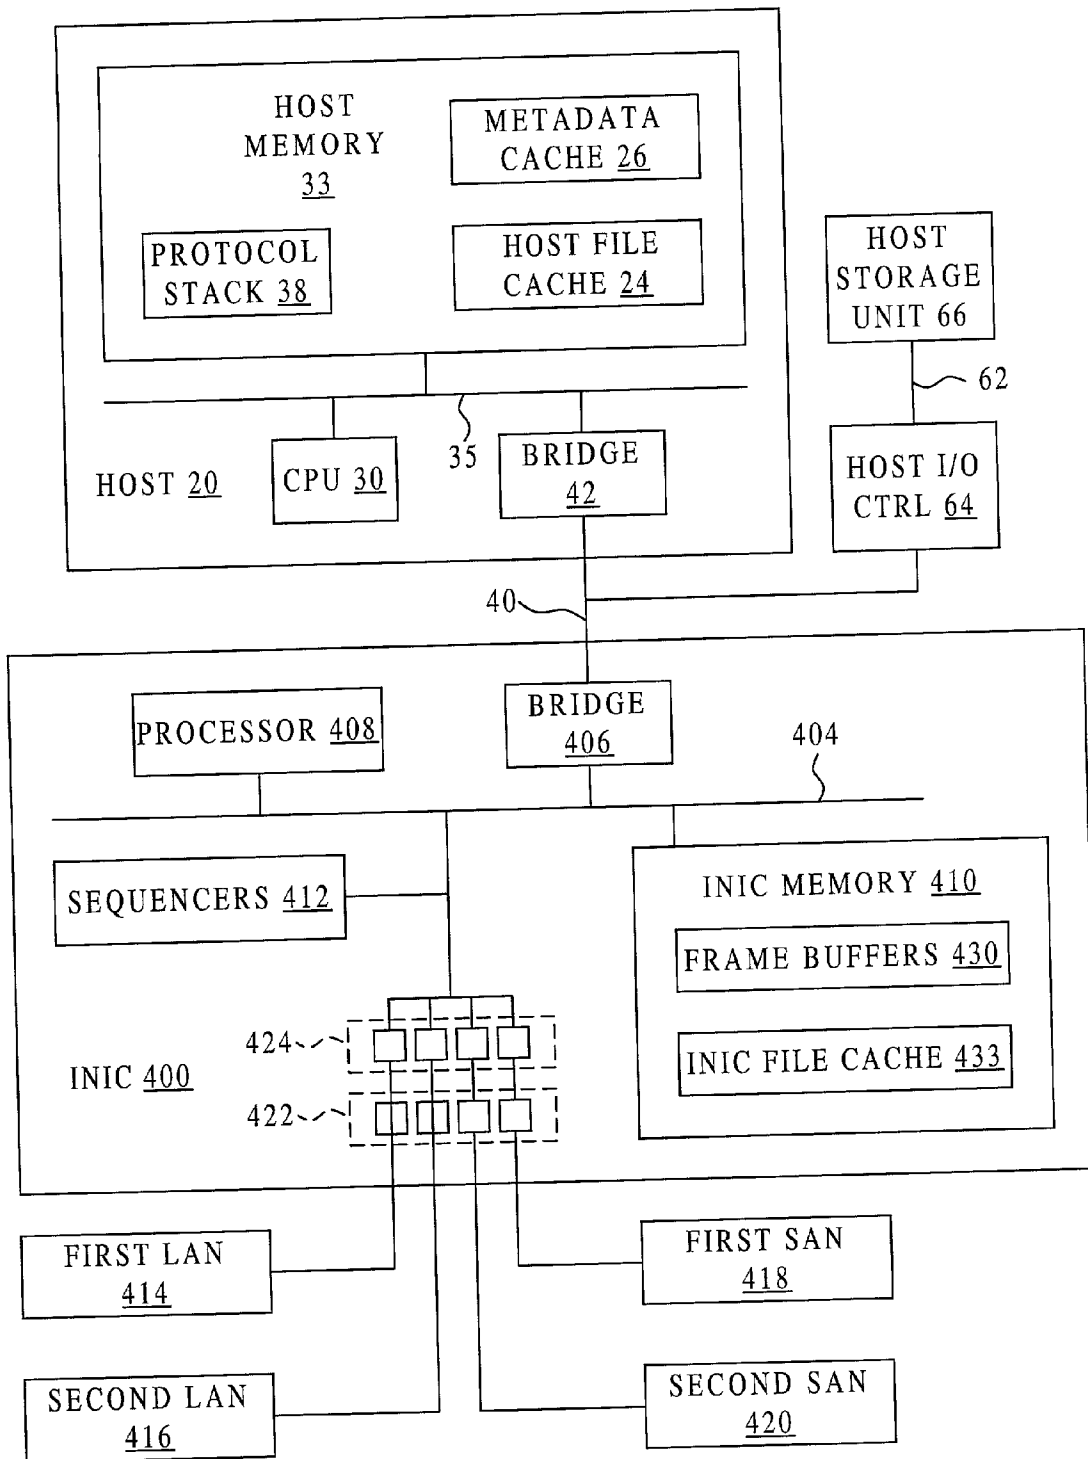 HOST
MEMORY
33
METADATA
CACHE 26
PROTOCOL
STACK 38
HOST FILE
CACHE 24
HOST
STORAGE
UNIT 66
62
35
HOST 20
CPU 30
BRIDGE
42
HOST I/O
CTRL 64
40
PROCESSOR 408
BRIDGE
406
404
SEQUENCERS 412
INIC MEMORY 410
FRAME BUFFERS 430
INIC FILE CACHE 433
424
INIC 400
422
FIRST LAN
414
FIRST SAN
418
SECOND LAN
416
SECOND SAN
420